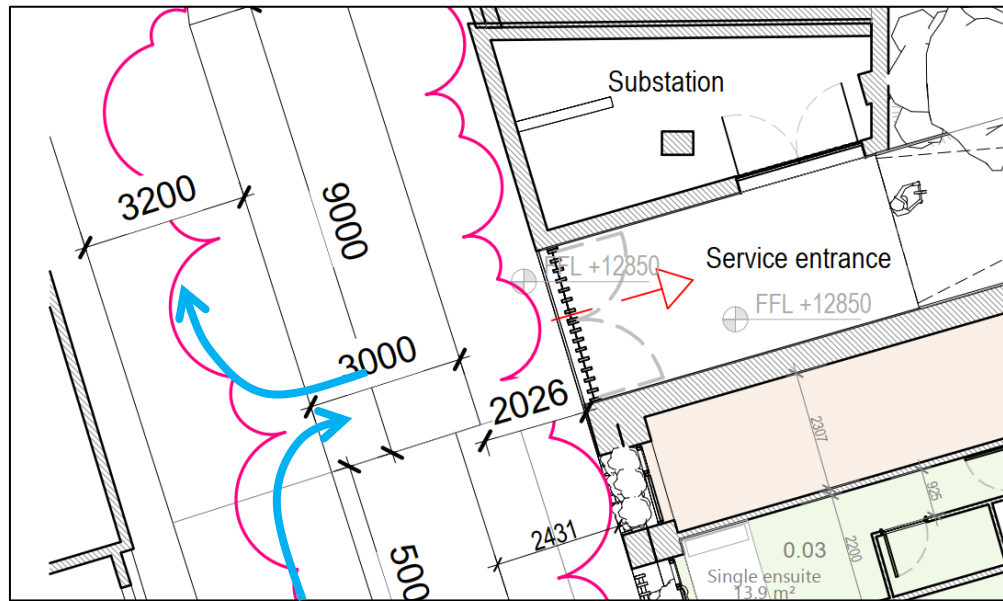 Substation
3200
9000
FFL +12850
Service entrance
FFL +12850
3000
2026
2307
2431
925
500
2200
0.03
Single ensuite
13.9 m²